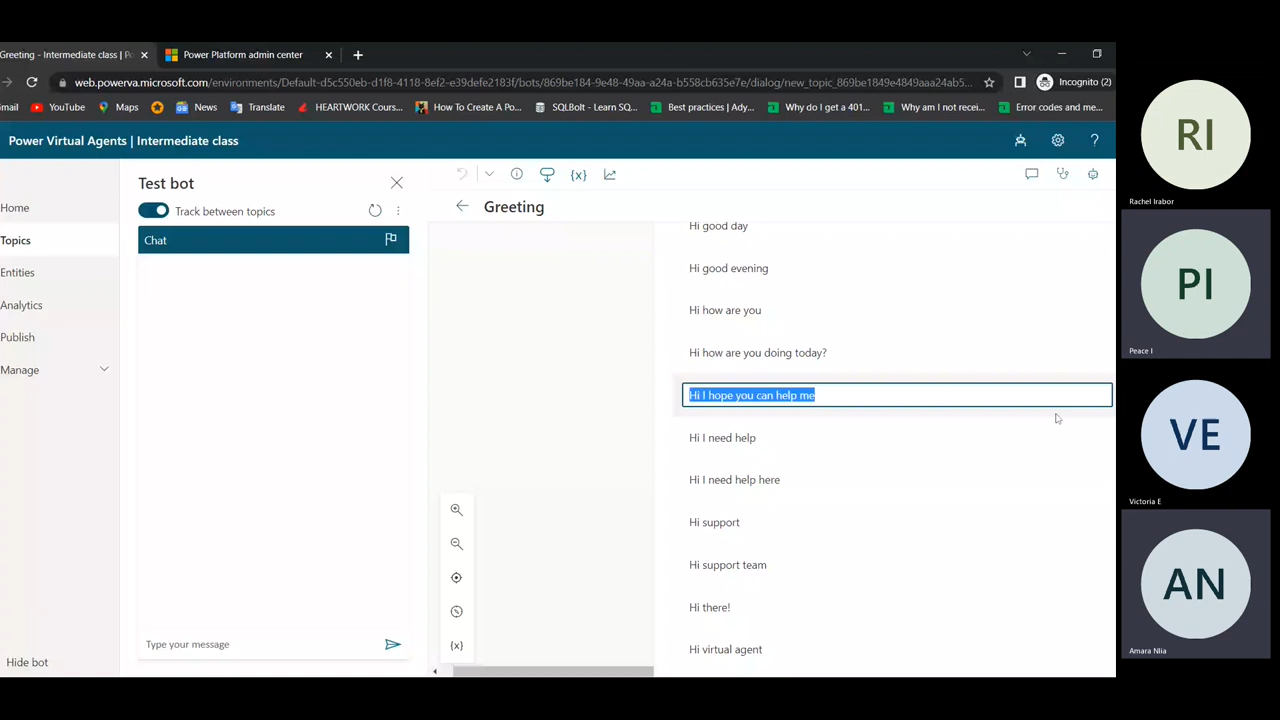 Greeting - Intermediate class | P
Power Platform admin center
web.powerva.microsoft.com/environments/Default-d5c550eb-d1f8-4118-8ef2-e39defe2183f/bots/869be184-9e48-49aa-a24a-b558cb635e7e/dialog/new_topic_869be1849e4849aaa24ab5...
Incognito (2)
mail
YouTube
Maps
News
Translate
HEARTWORK Cours...
How To Create A Po...
SQLBolt - Learn SQ...
Best practices | Ady...
Why do I get a 401...
Why am I not recei...
Error codes and me...
Power Virtual Agents | Intermediate class
Home
Topics
Entities
Analytics
Publish
Manage
Hide bot
Test bot
Track between topics
Chat
Type your message
{x}
Greeting
Hi good day
Hi good evening
Hi how are you
Hi how are you doing today?
Hi I hope you can help me
Hi I need help
Hi I need help here
Hi support
Hi support team
Hi there!
Hi virtual agent
{x}
RI
Rachel Irabor
PI
Peace I
VE
Victoria E
AN
Amara Nlia